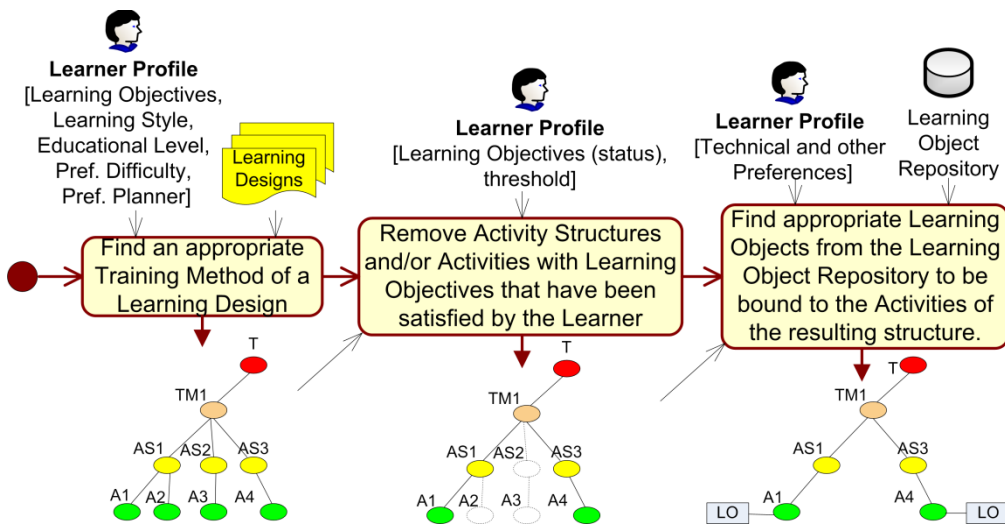 Learner Profile
[Learning Objectives,
Learning Style,
Educational Level,
Pref. Difficulty,
Pref. Planner]
Learning
Designs
Learner Profile
[Learning Objectives (status),
threshold]
Learner Profile
[Technical and other
Preferences]
Learning
Object
Repository
Find an appropriate
Training Method of a
Learning Design
Remove Activity Structures
and/or Activities with Learning
Objectives that have been
satisfied by the Learner
Find appropriate Learning
Objects from the Learning
Object Repository to be
bound to the Activities of
the resulting structure.
T
TM1
AS1 AS2 AS3
A1 A2 A3 A4
T
TM1
AS1 AS2 AS3
A1 A2 A3 A4
T
TM1
AS1 AS3
A1 A4
LO LO